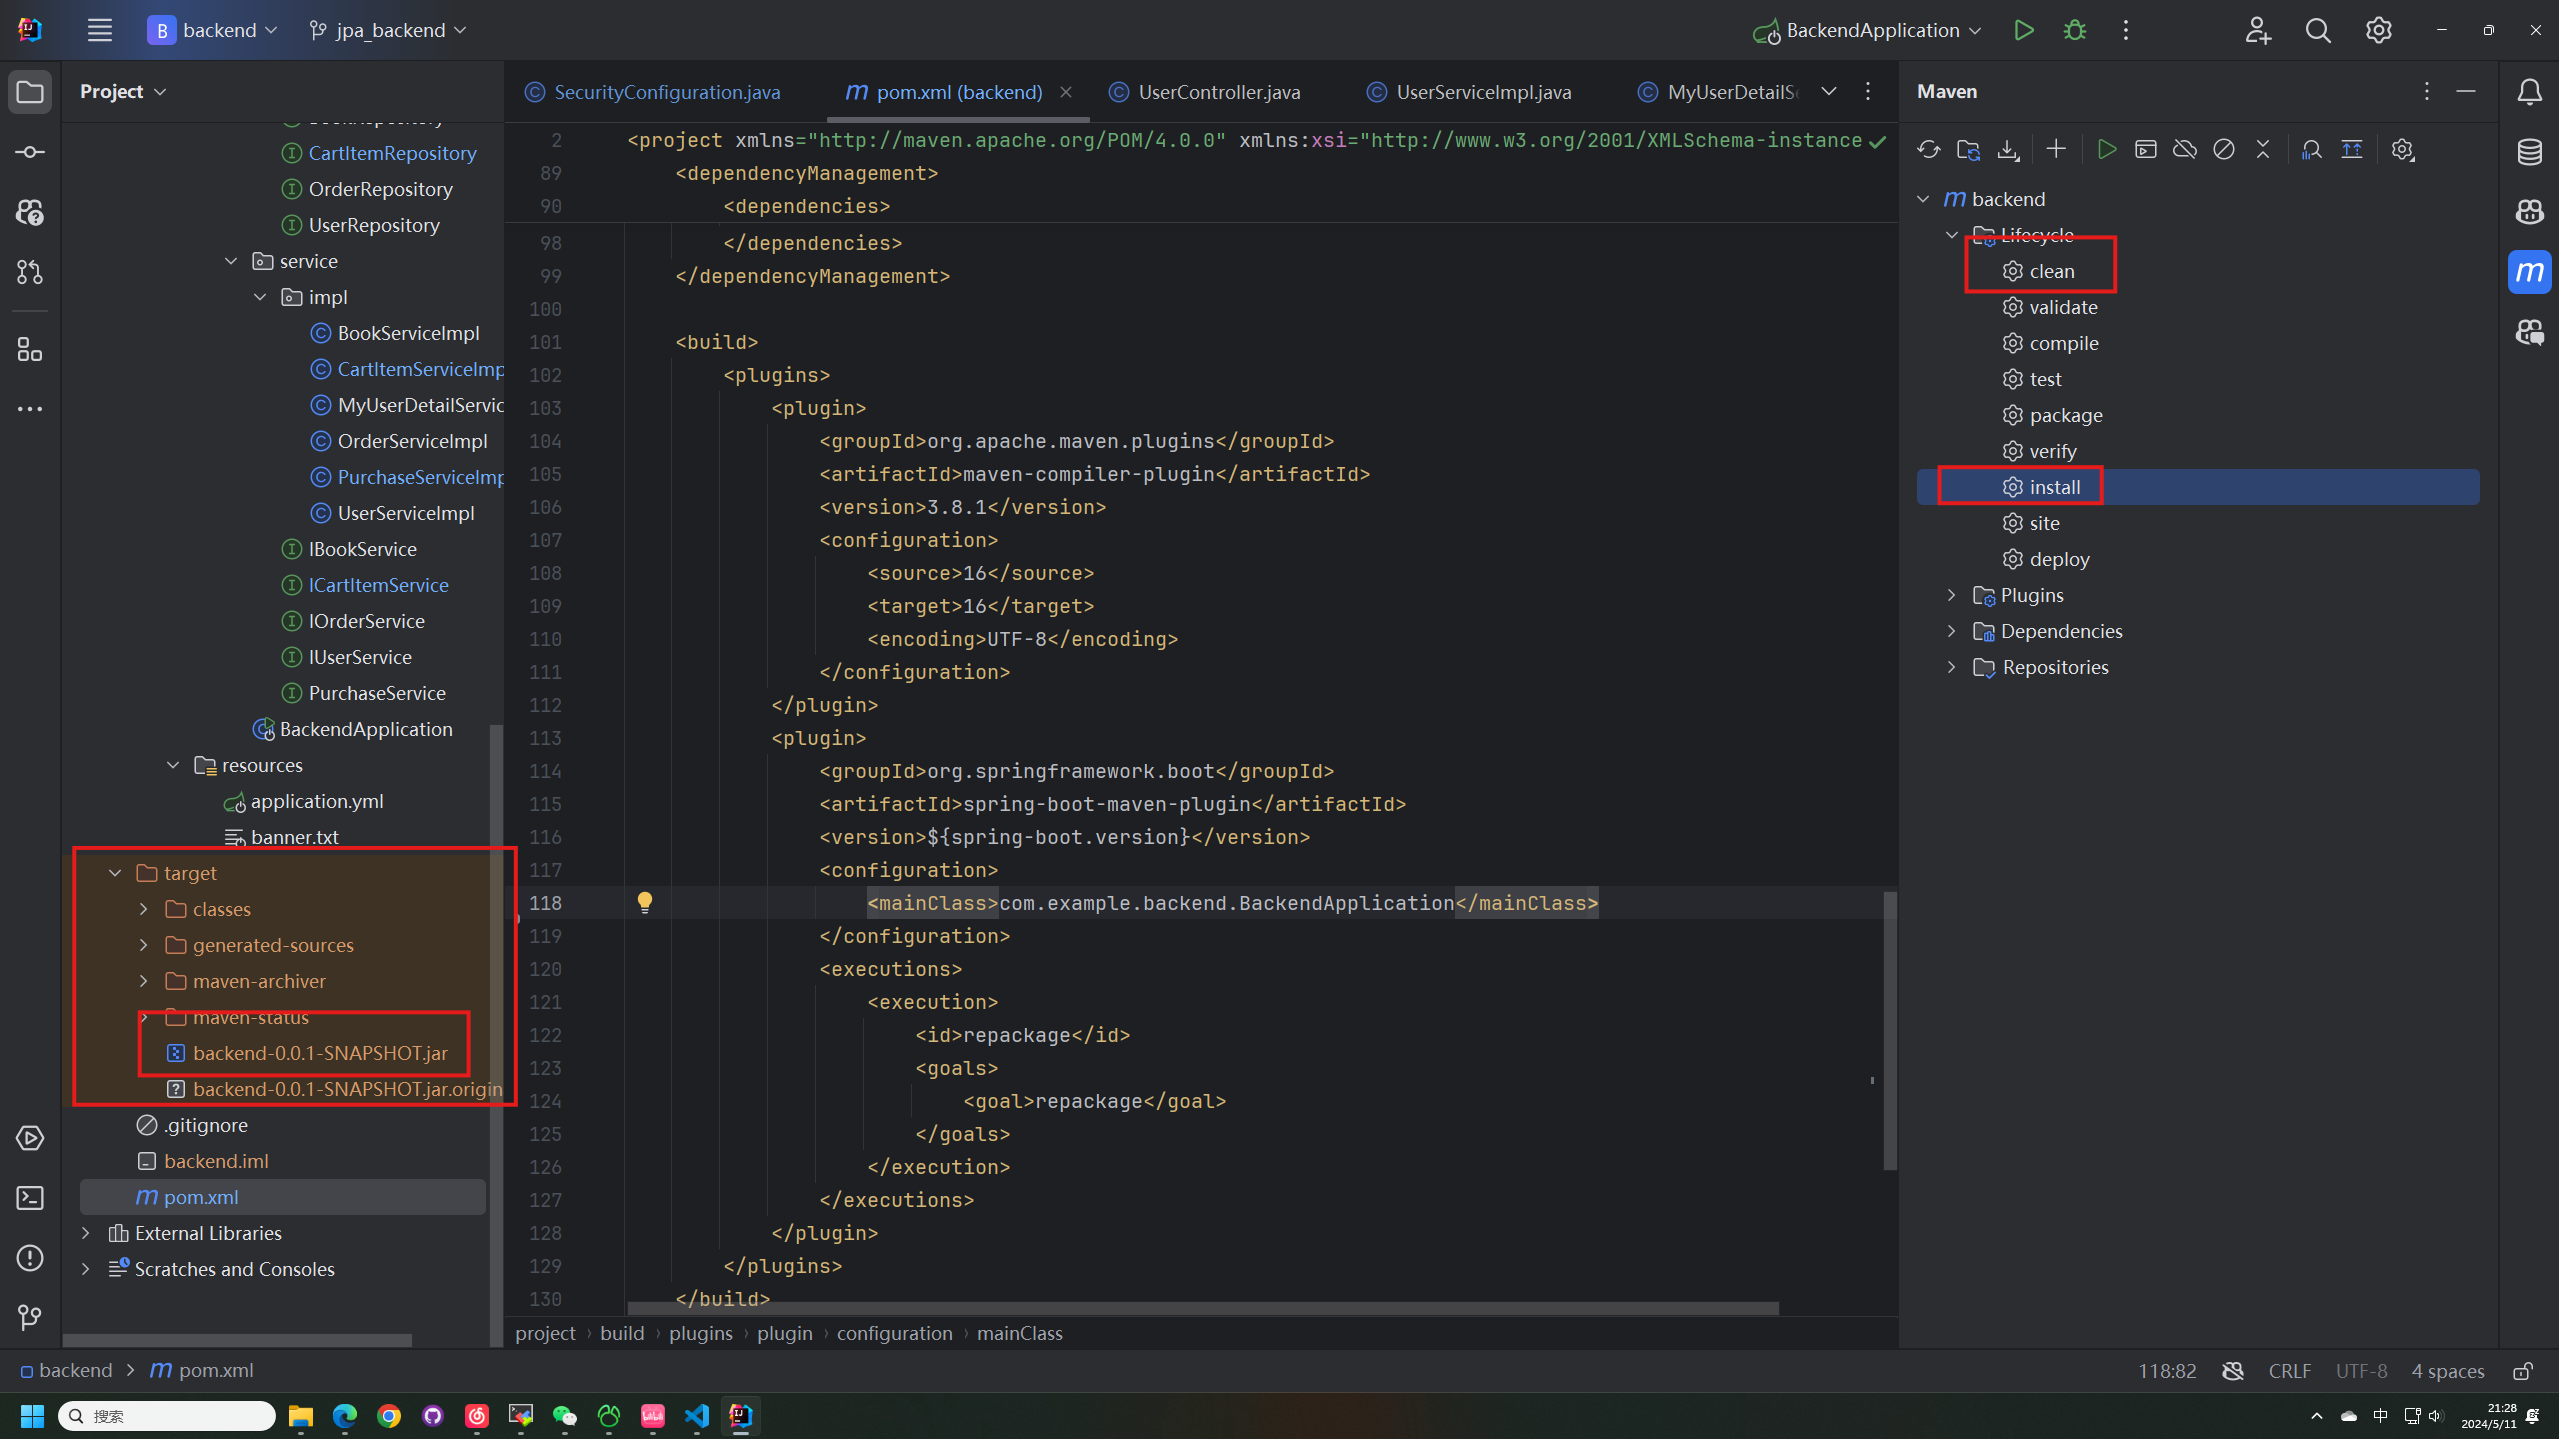 B backend
jpa_backend
BackendApplication
Project
SecurityConfiguration.java
pom.xml (backend)
UserController.java
UserServiceImpl.java
MyUserDetailS
Maven
CartItemRepository
OrderRepository
UserRepository
service
impl
BookServiceImpl
CartItemServiceImp
MyUserDetailServic
OrderServiceImpl
PurchaseServiceImp
UserServiceImpl
IBookService
ICartItemService
IOrderService
IUserService
PurchaseService
BackendApplication
resources
application.yml
banner.txt
target
classes
generated-sources
maven-archiver
maven-status
backend-0.0.1-SNAPSHOT.jar
backend-0.0.1-SNAPSHOT.jar.origin
.gitignore
backend.iml
pom.xml
External Libraries
Scratches and Consoles
2 <project xmlns="http://maven.apache.org/POM/4.0.0" xmlns:xsi="http://www.w3.org/2001/XMLSchema-instance
89 <dependencyManagement>
90 <dependencies>
98 </dependencies>
99 </dependencyManagement>
100
101 <build>
102 <plugins>
103 <plugin>
104 <groupId>org.apache.maven.plugins</groupId>
105 <artifactId>maven-compiler-plugin</artifactId>
106 <version>3.8.1</version>
107 <configuration>
108 <source>16</source>
109 <target>16</target>
110 <encoding>UTF-8</encoding>
111 </configuration>
112 </plugin>
113 <plugin>
114 <groupId>org.springframework.boot</groupId>
115 <artifactId>spring-boot-maven-plugin</artifactId>
116 <version>${spring-boot.version}</version>
117 <configuration>
118 <mainClass>com.example.backend.BackendApplication</mainClass>
119 </configuration>
120 <executions>
121 <execution>
122 <id>repackage</id>
123 <goals>
124 <goal>repackage</goal>
125 </goals>
126 </execution>
127 </executions>
128 </plugin>
129 </plugins>
130 </build>
project › build › plugins › plugin › configuration › mainClass
backend
Lifecycle
clean
validate
compile
test
package
verify
install
site
deploy
Plugins
Dependencies
Repositories
backend > pom.xml
118:82
CRLF
UTF-8
4 spaces
搜索
中
21:28
2024/5/11